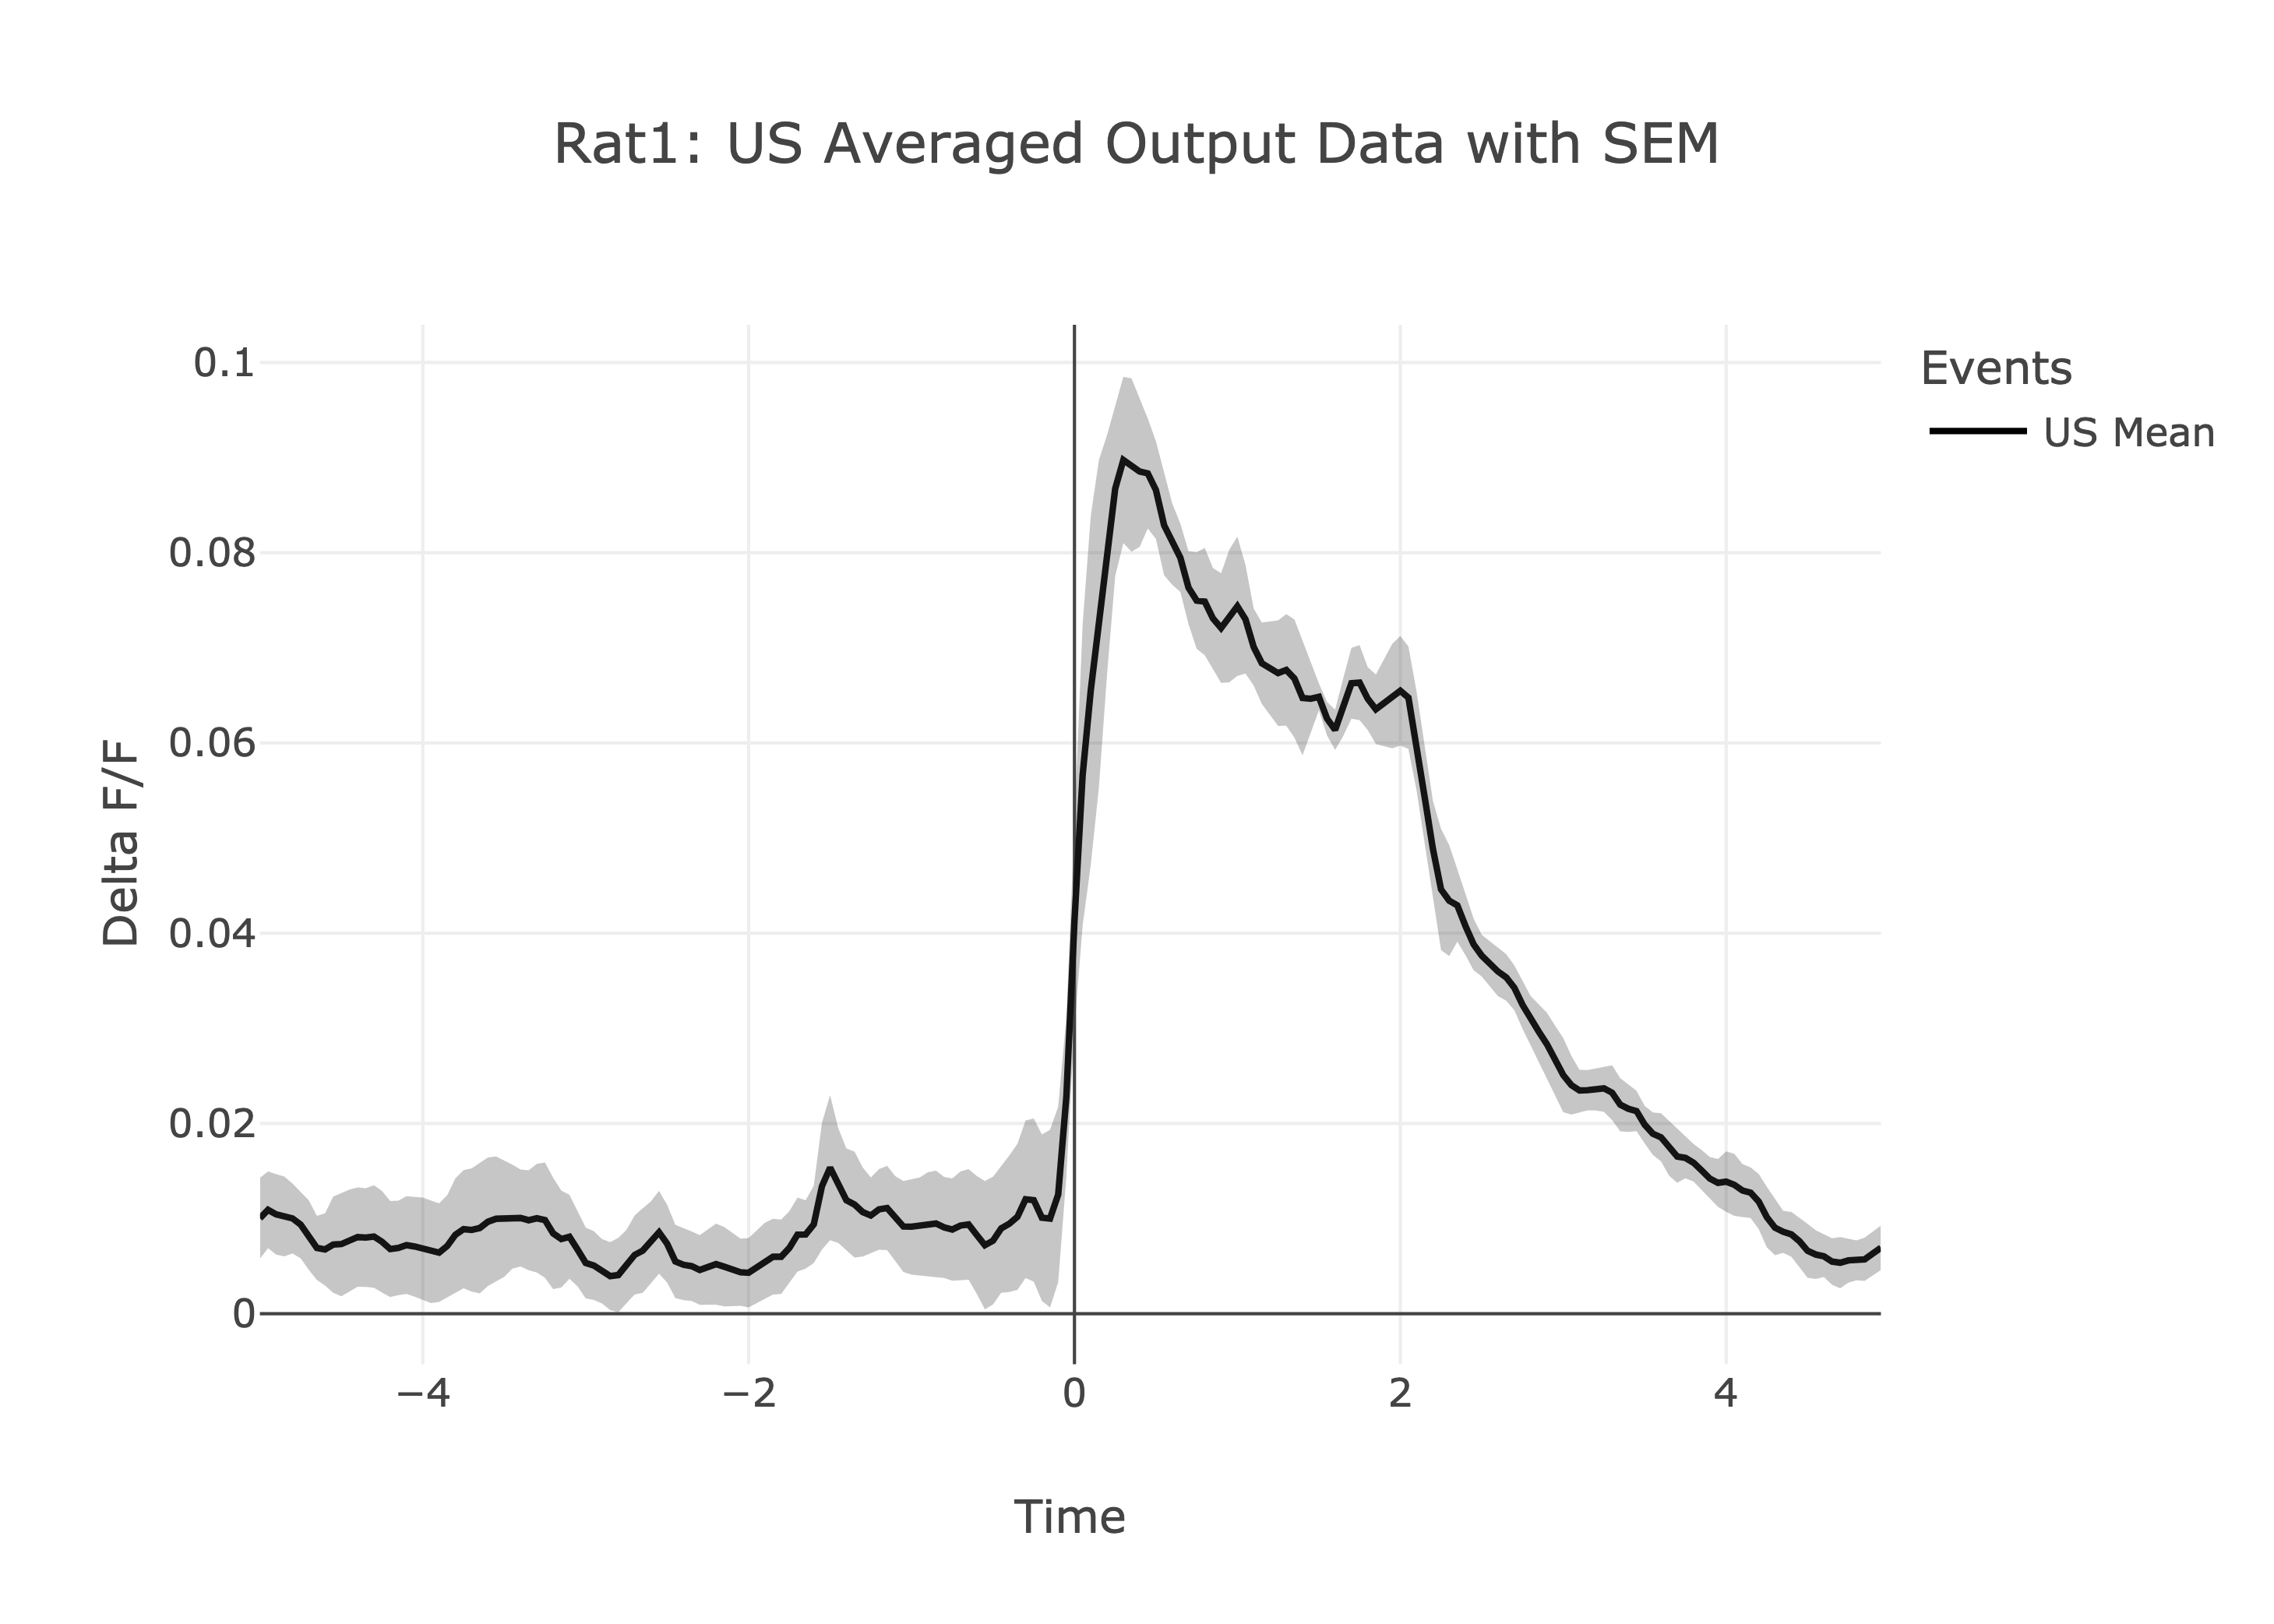 Rat1: US Averaged Output Data with SEM
Events
US Mean
Delta F/F
0.1
0.08
0.06
0.04
0.02
0
−4
−2
0
2
4
Time